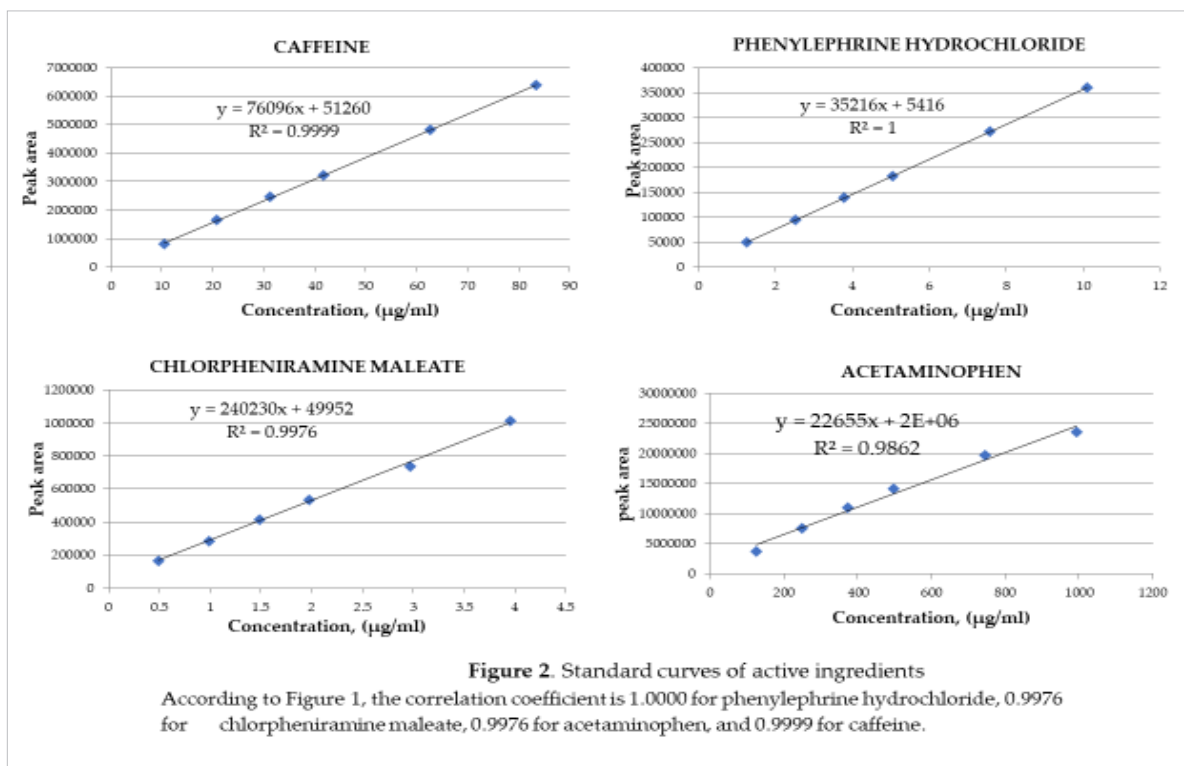 CAFFEINE
7000000
6000000
5000000
4000000
3000000
2000000
1000000
0
Peak area
y = 76096x + 51260
R² = 0.9999
0 10 20 30 40 50 60 70 80 90
Concentration, (µg/ml)
PHENYLEPHRINE HYDROCHLORIDE
400000
350000
300000
250000
200000
150000
100000
50000
0
Peak area
y = 35216x + 5416
R² = 1
0 2 4 6 8 10 12
Concentration, (µg/ml)
CHLORPHENIRAMINE MALEATE
1200000
1000000
800000
600000
400000
200000
0
Peak area
y = 240230x + 49952
R² = 0.9976
0 0.5 1 1.5 2 2.5 3 3.5 4 4.5
Concentration, (µg/ml)
ACETAMINOPHEN
30000000
25000000
20000000
15000000
10000000
5000000
0
peak area
y = 22655x + 2E+06
R² = 0.9862
0 200 400 600 800 1000 1200
Concentration, (µg/ml)
Figure 2. Standard curves of active ingredients
According to Figure 1, the correlation coefficient is 1.0000 for phenylephrine hydrochloride, 0.9976
for chlorpheniramine maleate, 0.9976 for acetaminophen, and 0.9999 for caffeine.